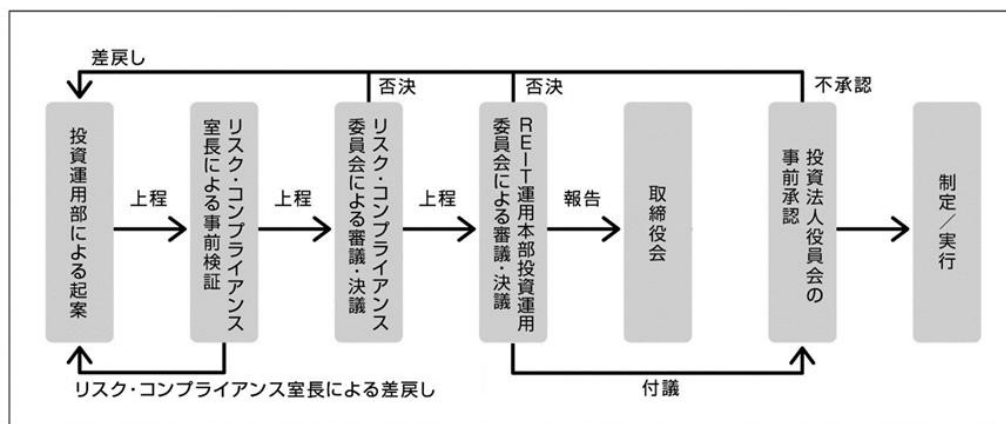 差戻し
否決
否決
不承認
投資運用部による起案
上程
リスク・コンプライアンス
室長による事前検証
上程
リスク・コンプライアンス
委員会による審議・決議
上程
REIT運用本部投資運用
委員会による審議・決議
報告
取締役会
投資法人役員会の
事前承認
制定／実行
リスク・コンプライアンス室長による差戻し
付議